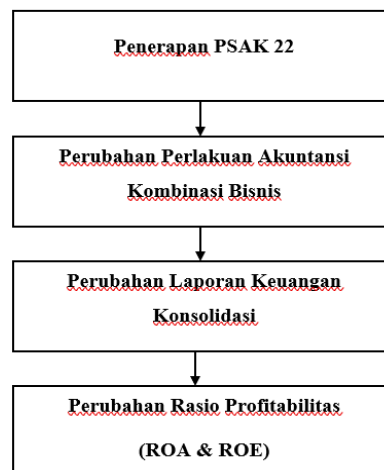 Penerapan PSAK 22
Perubahan Perlakuan Akuntansi
Kombinasi Bisnis
Perubahan Laporan Keuangan
Konsolidasi
Perubahan Rasio Profitabilitas
(ROA & ROE)